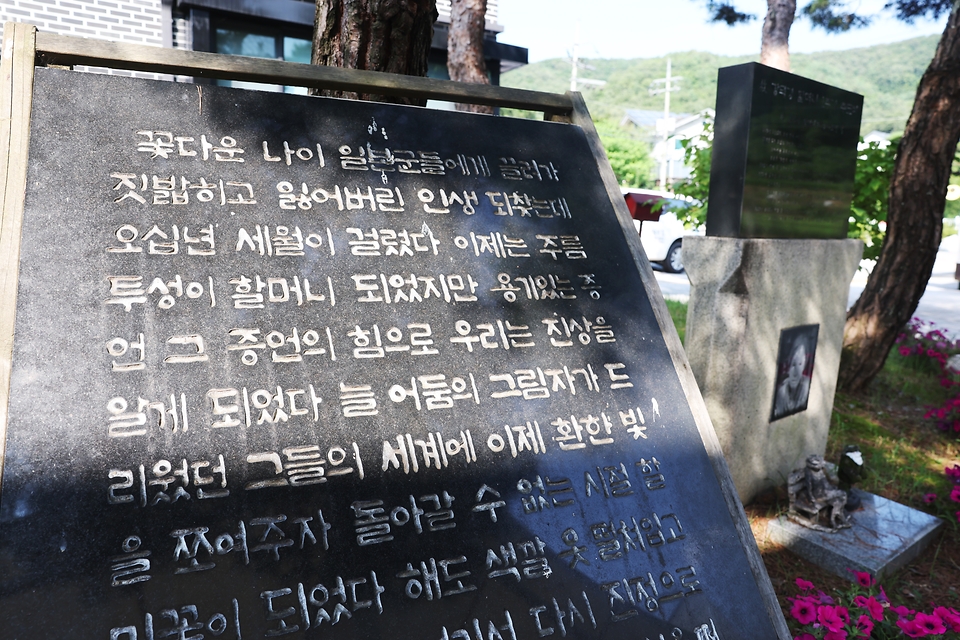 꽃다운 나이 일본군들에게 끌려가
짓밟히고 잃어버린 인생 되찾는데
오십년 세월이 걸렸다 이제는 주름
투성이 할머니 되었지만 용기있는 증
언 그 증언의 힘으로 우리는 진상을
알게 되었다 늘 어둠의 그림자가 드
리웠던 그들의 세계에 이제 환한 빛
을 쪼여주자 돌아갈 수 없는 시절 할
미꽃이 되었다 해도 색깔 옷 떨쳐입고
다시 진정으로